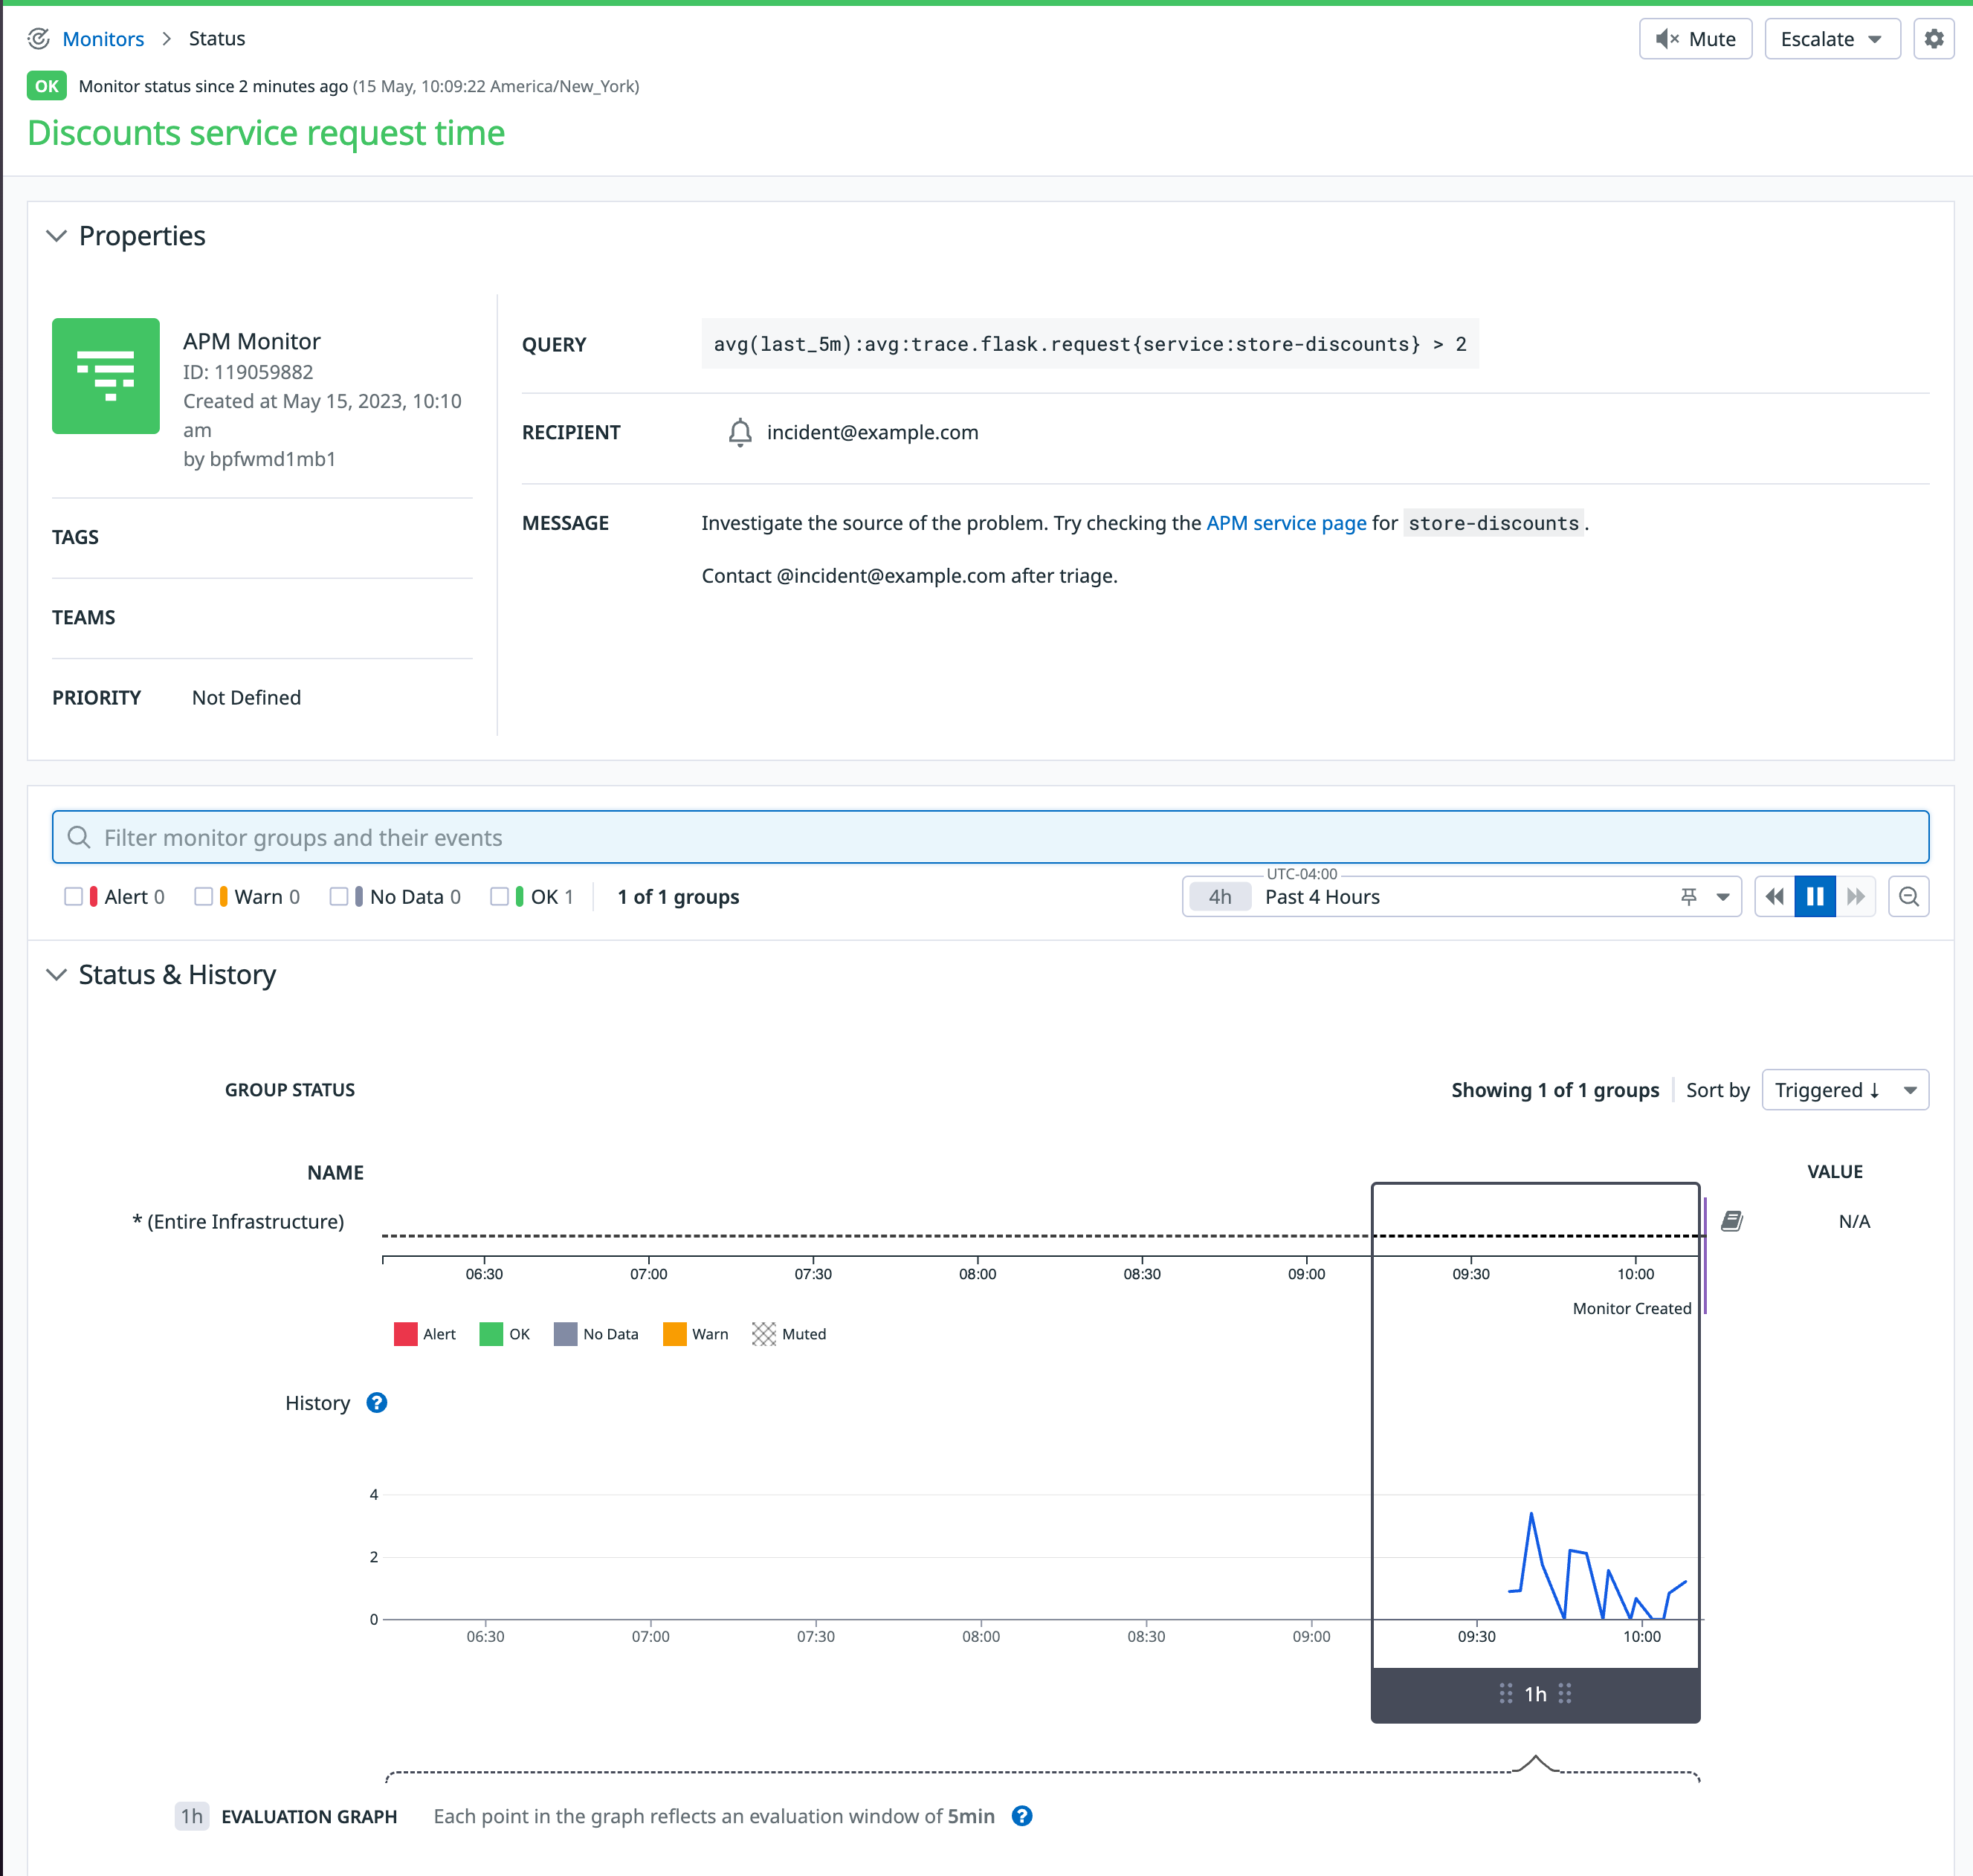 Monitors > Status
Mute
Escalate
OK Monitor status since 2 minutes ago (15 May, 10:09:22 America/New_York)
Discounts service request time
Properties
APM Monitor
ID: 119059882
Created at May 15, 2023, 10:10
am
by bpfwmd1mb1
TAGS
TEAMS
PRIORITY Not Defined
QUERY avg(last_5m):avg:trace.flask.request{service:store-discounts} > 2
RECIPIENT incident@example.com
MESSAGE Investigate the source of the problem. Try checking the APM service page for store-discounts.
Contact @incident@example.com after triage.
Filter monitor groups and their events
Alert 0 Warn 0 No Data 0 OK 1 1 of 1 groups
UTC-04:00
4h Past 4 Hours
Status & History
GROUP STATUS
Showing 1 of 1 groups Sort by Triggered ↓
NAME VALUE
* (Entire Infrastructure) N/A
06:30 07:00 07:30 08:00 08:30 09:00 09:30 10:00
Monitor Created
Alert OK No Data Warn Muted
History ?
4
2
0
06:30 07:00 07:30 08:00 08:30 09:00 09:30 10:00
1h
1h EVALUATION GRAPH Each point in the graph reflects an evaluation window of 5min ?